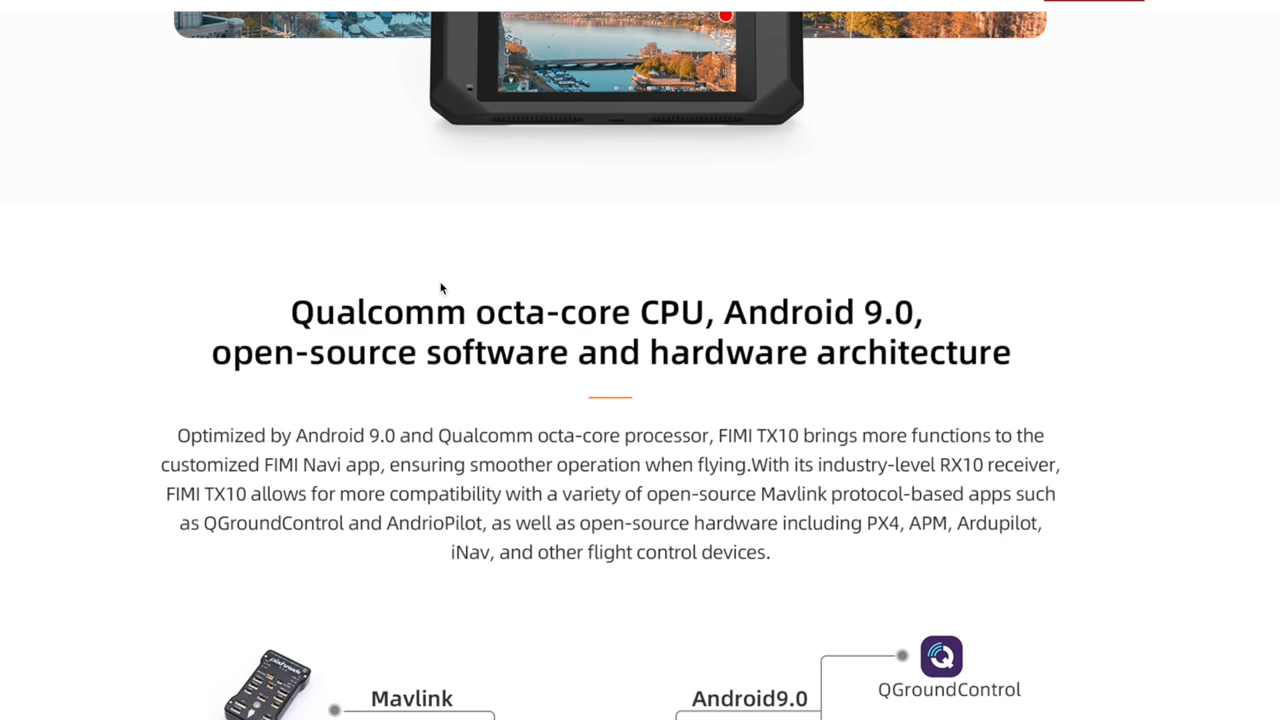 Qualcomm octa-core CPU, Android 9.0,
open-source software and hardware architecture
Optimized by Android 9.0 and Qualcomm octa-core processor, FIMI TX10 brings more functions to the
customized FIMI Navi app, ensuring smoother operation when flying.With its industry-level RX10 receiver,
FIMI TX10 allows for more compatibility with a variety of open-source Mavlink protocol-based apps such
as QGroundControl and AndrioPilot, as well as open-source hardware including PX4, APM, Ardupilot,
iNav, and other flight control devices.
pixhawk
Mavlink
Android9.0
QGroundControl